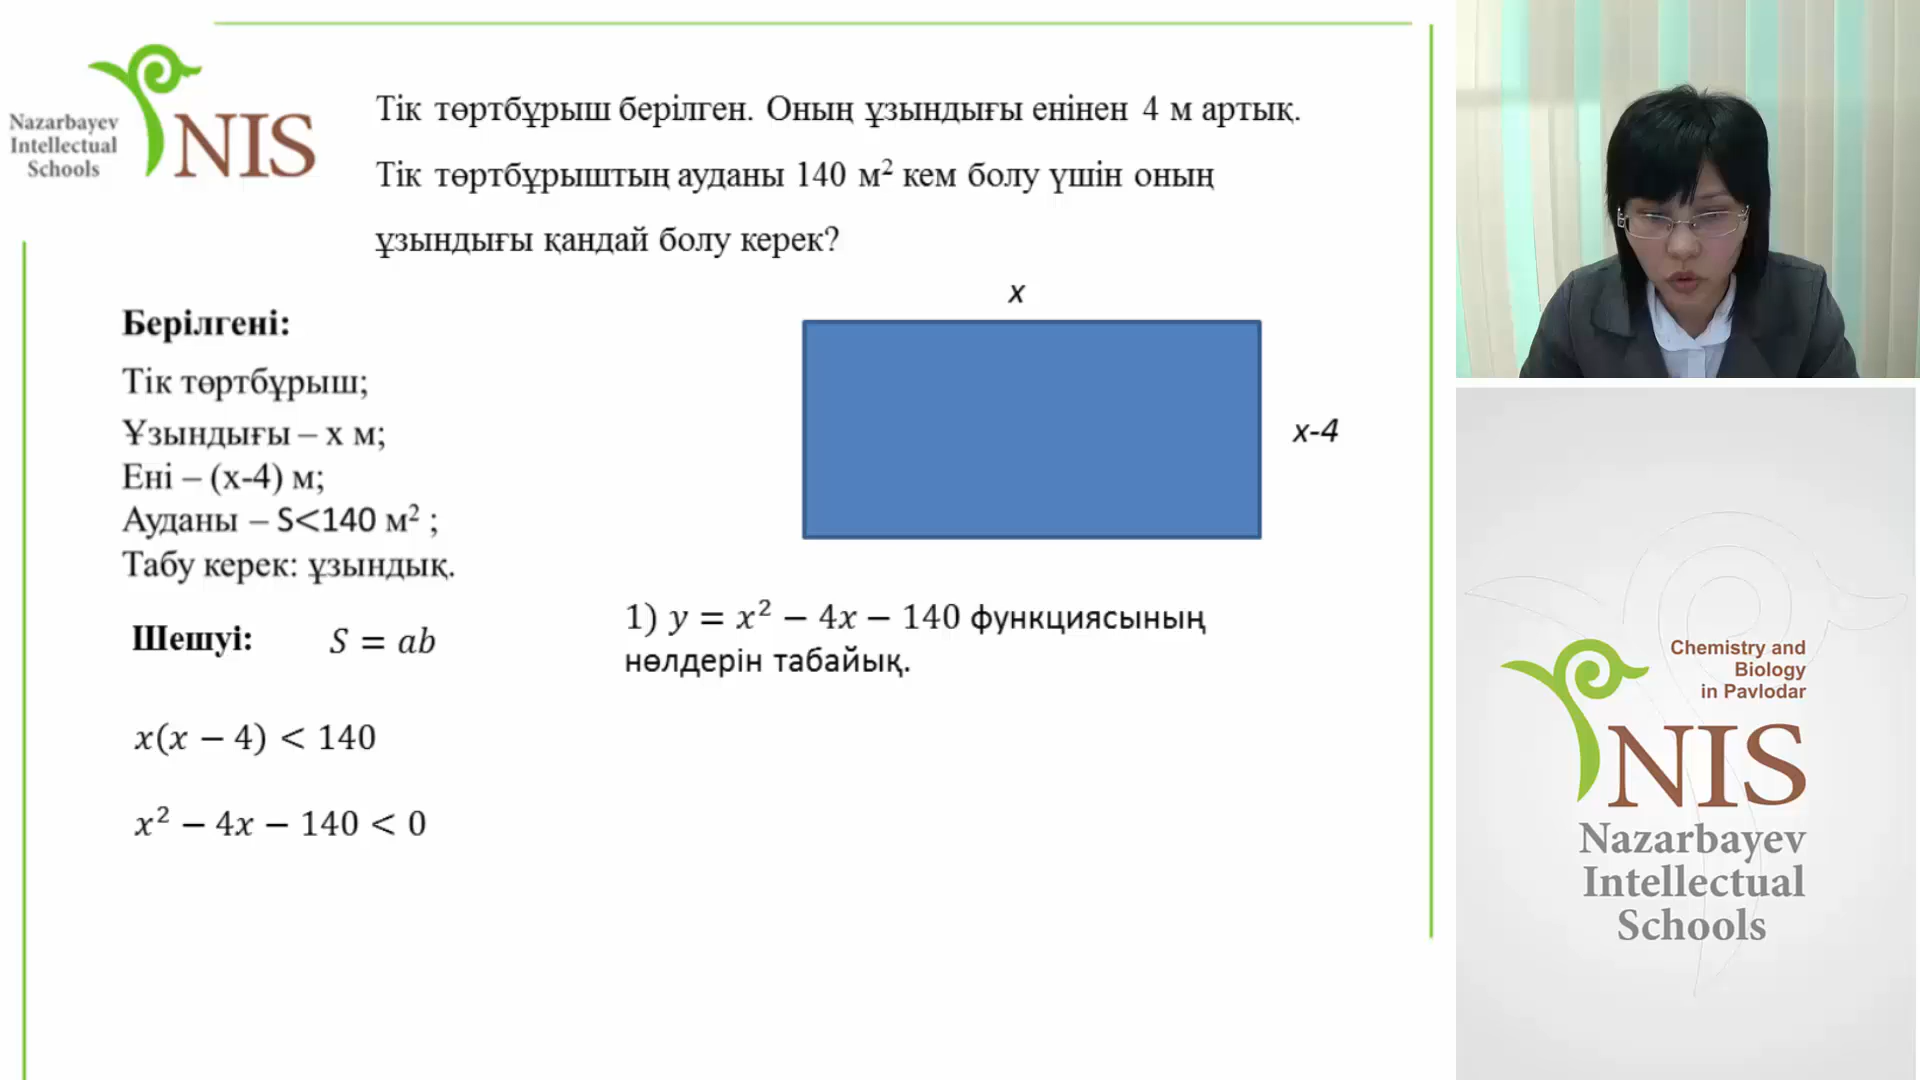 Nazarbayev
Intellectual
Schools
NIS
Тік төртбұрыш берілген. Оның ұзындығы енінен 4 м артық.
Тік төртбұрыштың ауданы 140 м² кем болу үшін оның
ұзындығы қандай болу керек?
Берілгені:
Тік төртбұрыш;
Ұзындығы – х м;
Ені – (х-4) м;
Ауданы – S<140 м² ;
Табу керек: ұзындық.
x
x-4
Шешуі: S = ab
x(x − 4) < 140
x² − 4x − 140 < 0
1) y = x² − 4x − 140 функциясының
нөлдерін табайық.
Chemistry and
Biology
in Pavlodar
NIS
Nazarbayev
Intellectual
Schools